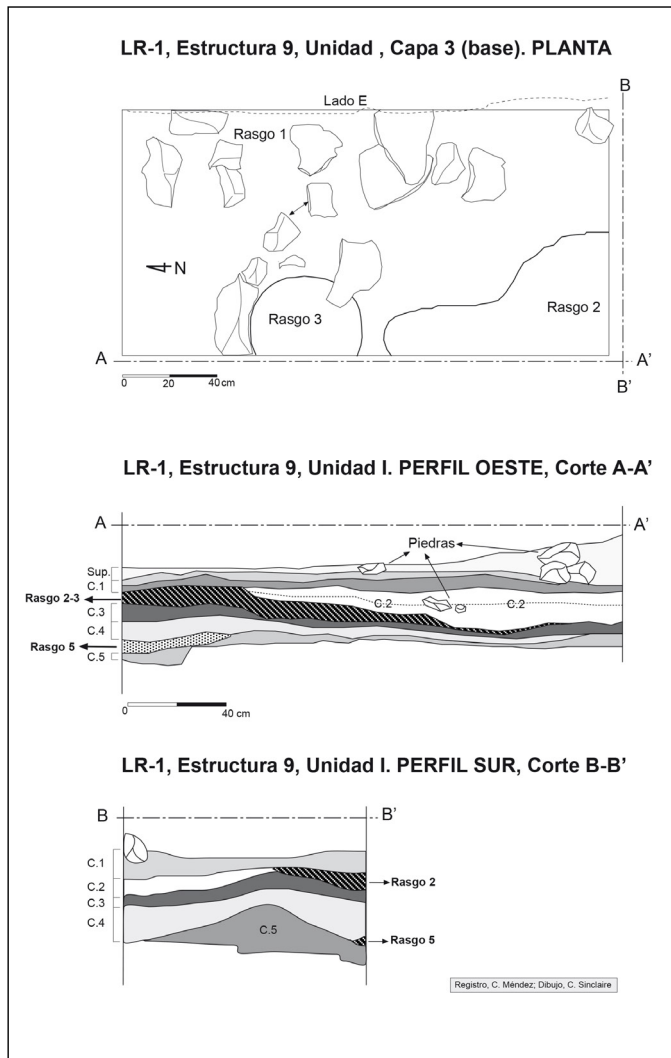 LR-1, Estructura 9, Unidad , Capa 3 (base). PLANTA
B
Lado E
Rasgo 1
N
Rasgo 2
Rasgo 3
A
A'
B'
0 20 40 cm
LR-1, Estructura 9, Unidad I. PERFIL OESTE, Corte A-A'
A
A'
Piedras
Sup.
C.1
Rasgo 2-3
C.2
C.2
C.3
C.4
Rasgo 5
C.5
0 40 cm
LR-1, Estructura 9, Unidad I. PERFIL SUR, Corte B-B'
B
B'
C.1
C.2
Rasgo 2
C.3
C.4
C.5
Rasgo 5
Registro, C. Méndez; Dibujo, C. Sinclaire